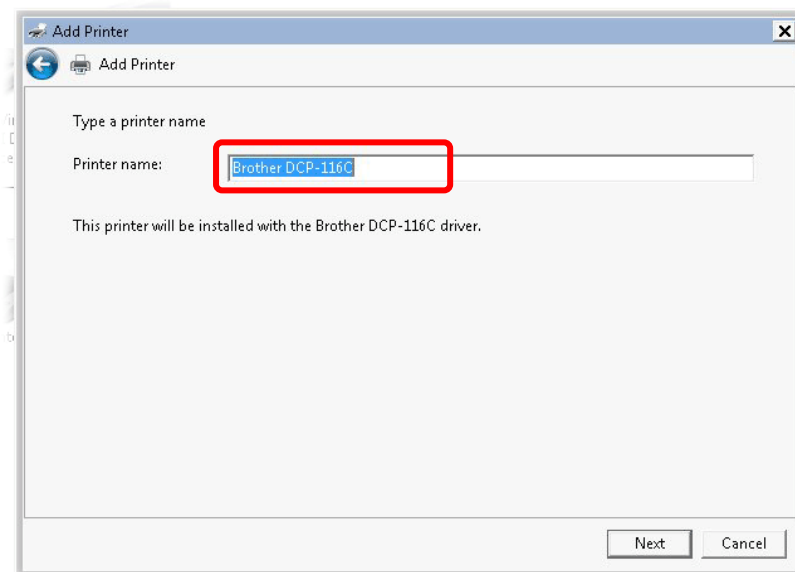 Add Printer
Add Printer
Type a printer name
Printer name:
Brother DCP-116C
This printer will be installed with the Brother DCP-116C driver.
Next
Cancel